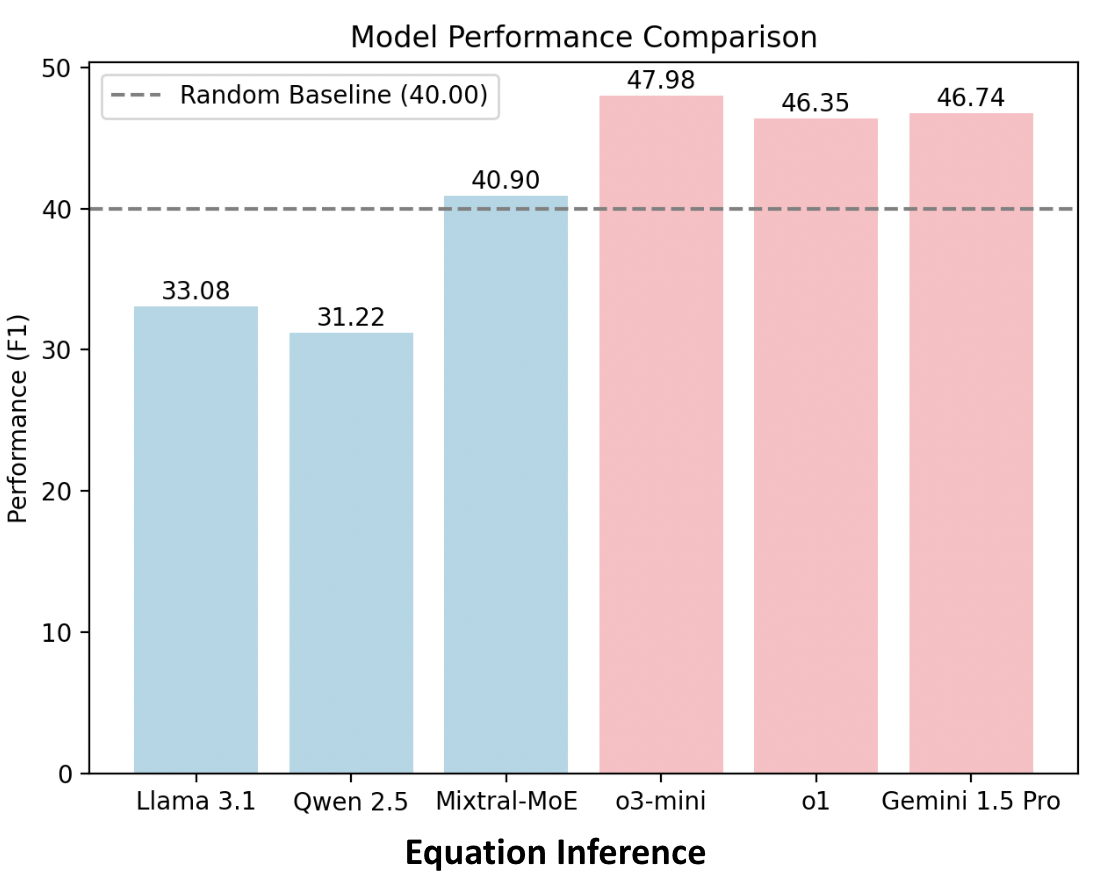 Model Performance Comparison
Random Baseline (40.00)
50
40
30
20
10
0
Performance (F1)
33.08
31.22
40.90
47.98
46.35
46.74
Llama 3.1
Qwen 2.5
Mixtral-MoE
o3-mini
o1
Gemini 1.5 Pro
Equation Inference